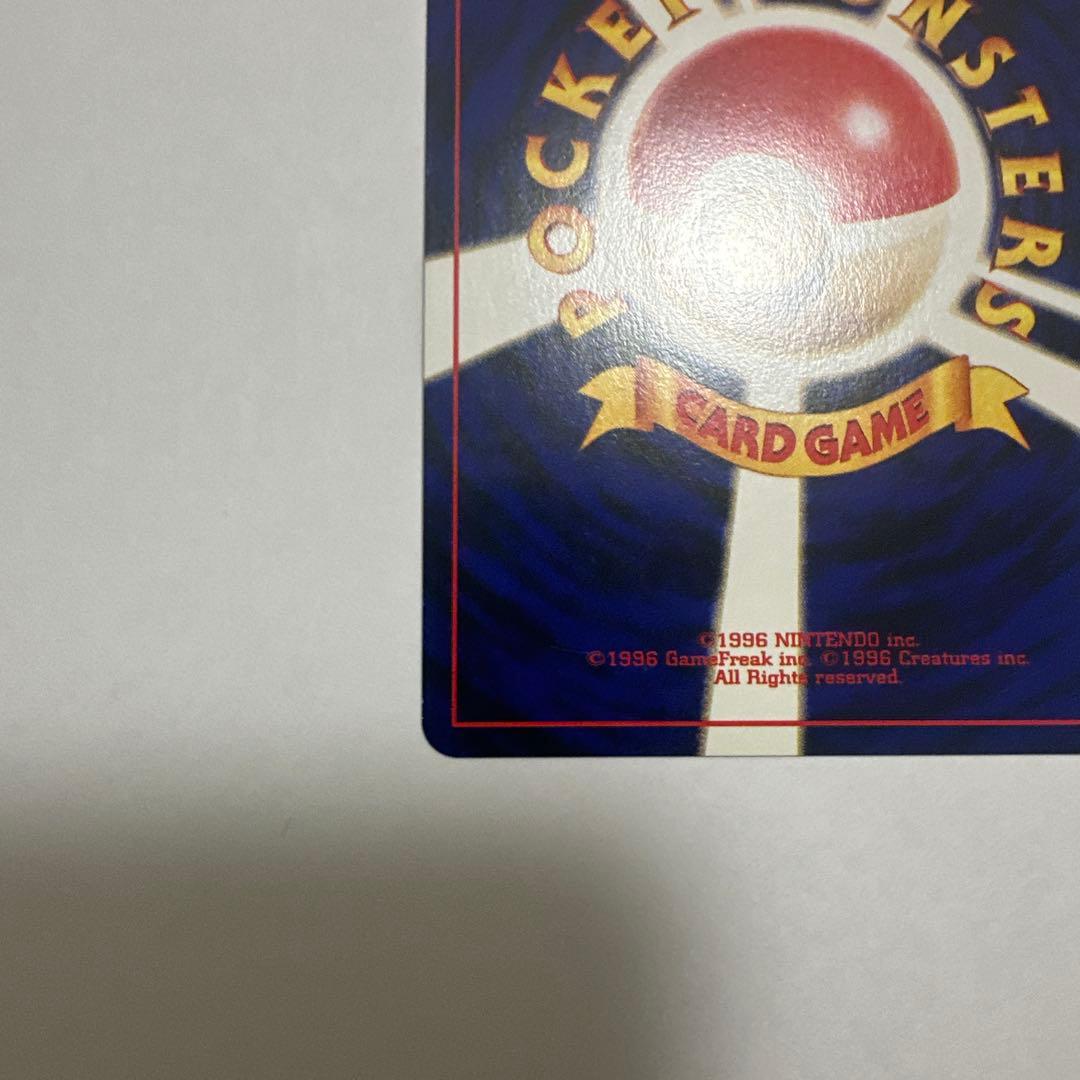 POCKET MONSTERS
CARD GAME
©1996 NINTENDO inc.
©1996 GameFreak inc. ©1996 Creatures inc.
All Rights reserved.